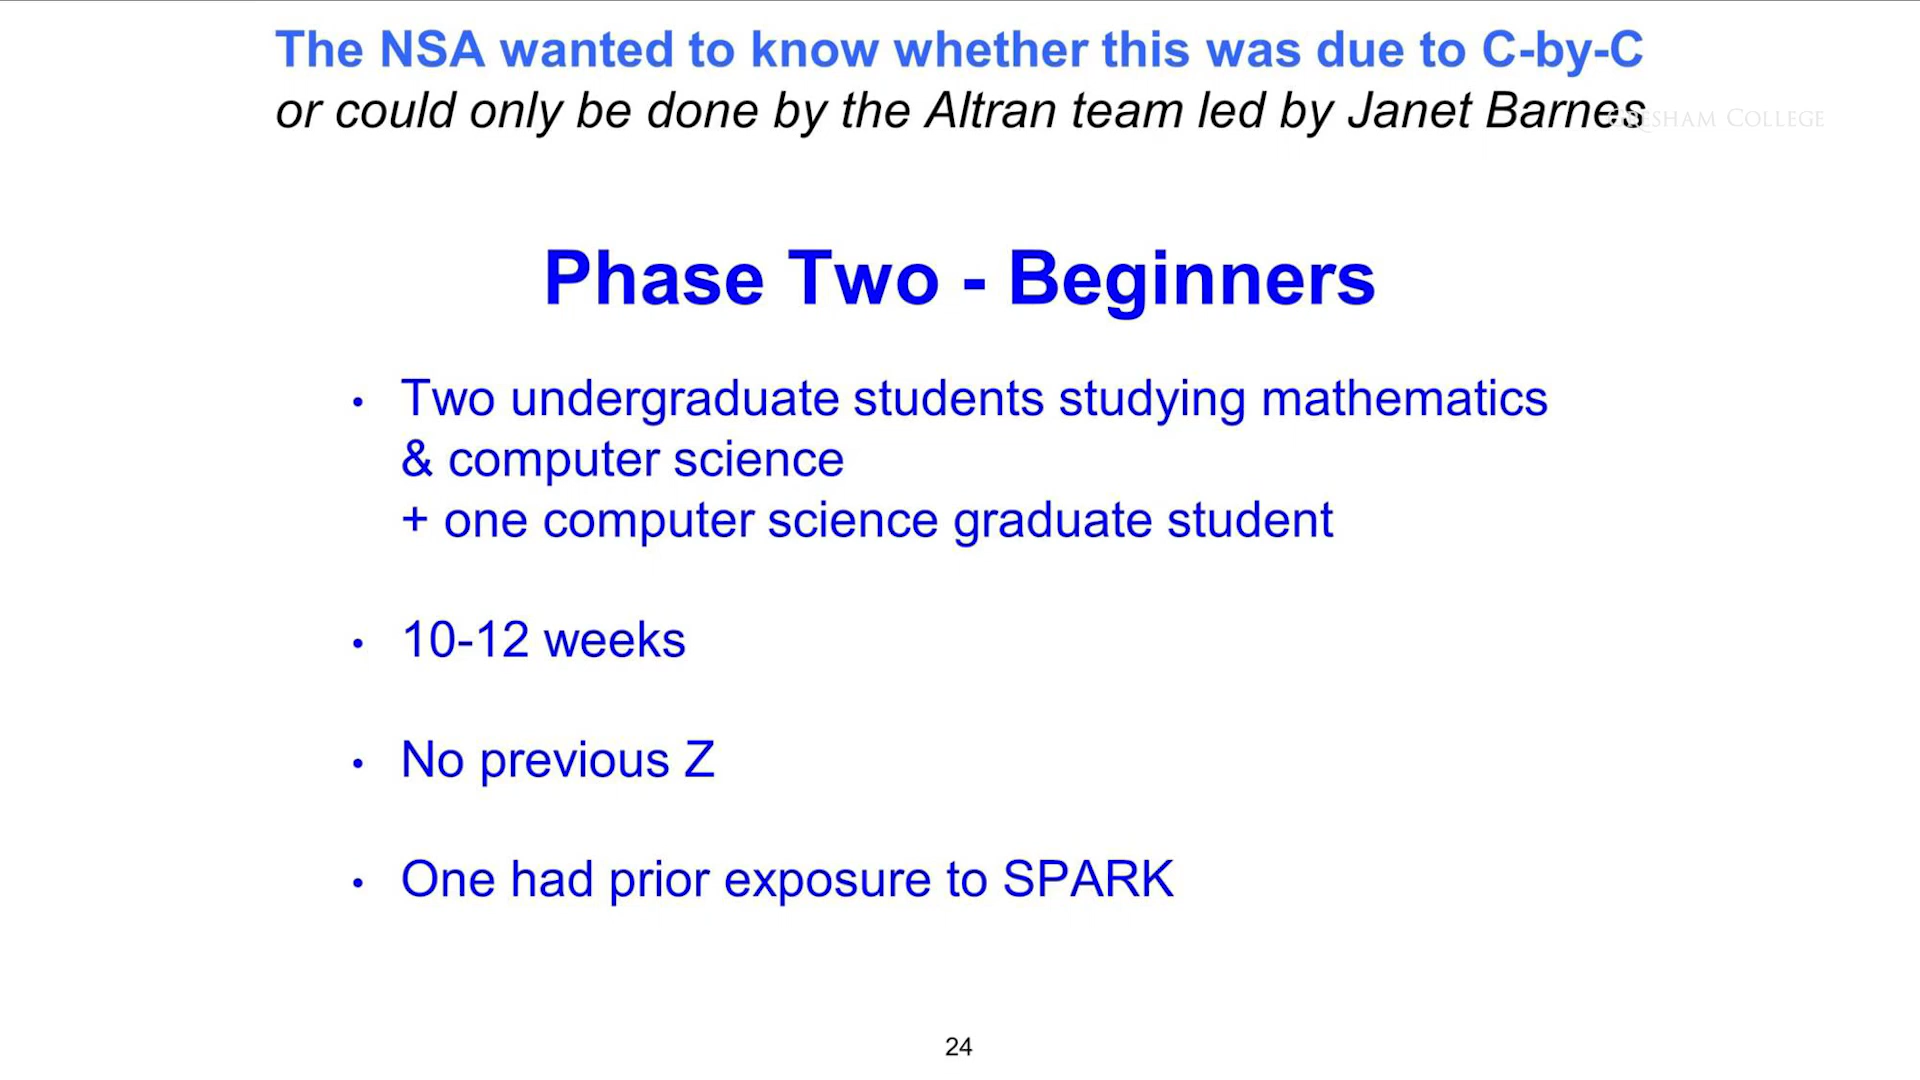 The NSA wanted to know whether this was due to C-by-C
or could only be done by the Altran team led by Janet Barnes
GRESHAM COLLEGE
Phase Two - Beginners
• Two undergraduate students studying mathematics
& computer science
+ one computer science graduate student
• 10-12 weeks
• No previous Z
• One had prior exposure to SPARK
24